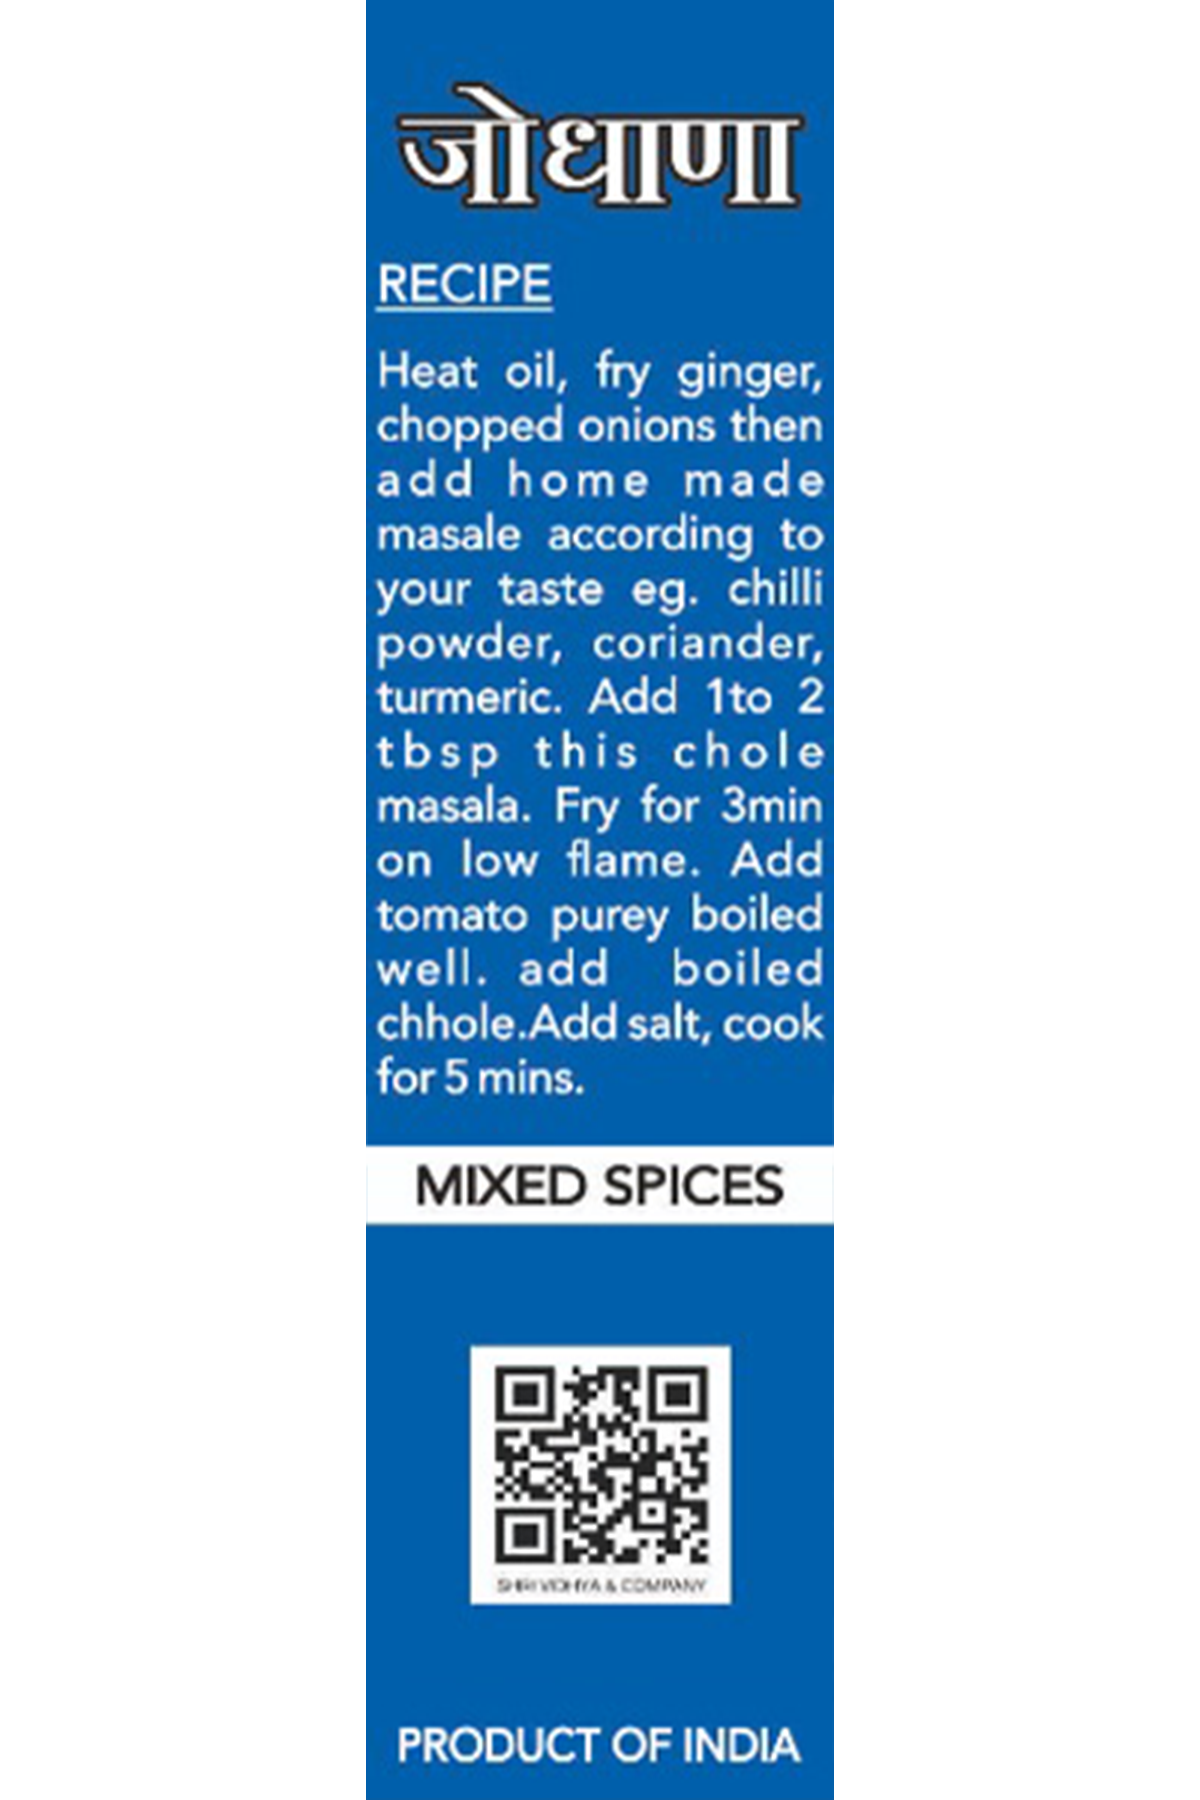 जोधाणा
RECIPE
Heat oil, fry ginger,
chopped onions then
add home made
masale according to
your taste eg. chilli
powder, coriander,
turmeric. Add 1to 2
tbsp this chole
masala. Fry for 3min
on low flame. Add
tomato purey boiled
well. add boiled
chhole.Add salt, cook
for 5 mins.
MIXED SPICES
SHRI VIDHYA & COMPANY
PRODUCT OF INDIA